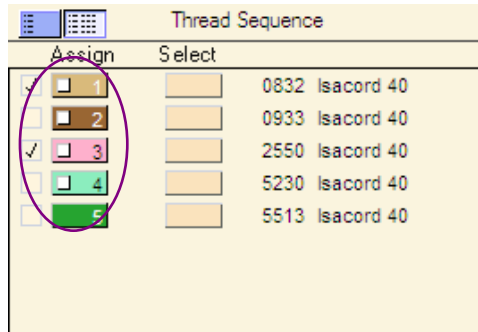 Thread Sequence
Assign Select
1 0832 Isacord 40
2 0933 Isacord 40
3 2550 Isacord 40
4 5230 Isacord 40
5 5513 Isacord 40